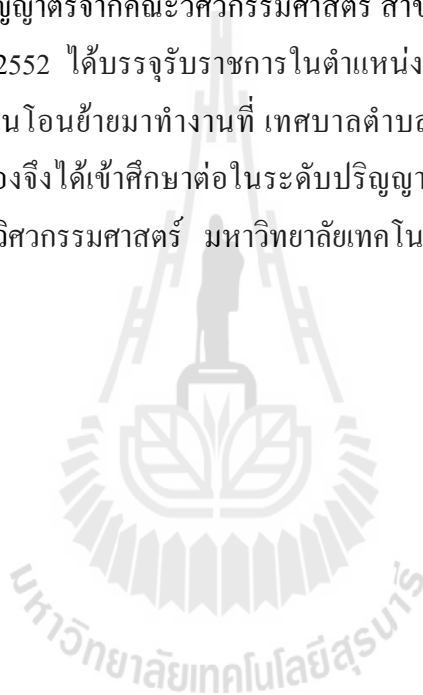 ญญาตรีจากคณะวิศวกรรมศาสตร์ สาข
2552 ได้บรรจุรับราชการในตำแหน่ง
นโอนย้ายมาทำงานที่ เทศบาลตำบล
องจึงได้เข้าศึกษาต่อในระดับปริญญา
วิศวกรรมศาสตร์ มหาวิทยาลัยเทคโน
มหาวิทยาลัยเทคโนโลยีสุรนารี